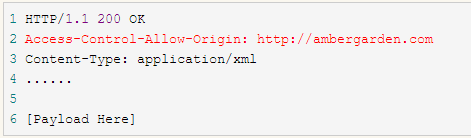 1 HTTP/1.1 200 OK
2 Access-Control-Allow-Origin: http://ambergarden.com
3 Content-Type: application/xml
4 ......
5
6 [Payload Here]